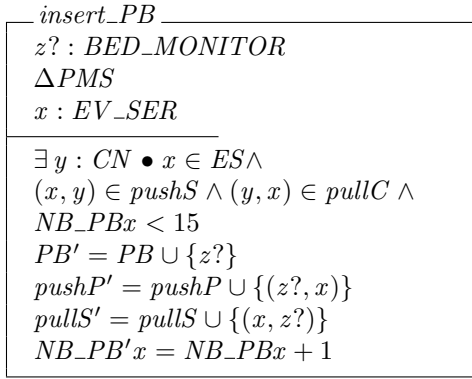 insert_PB
z? : BED_MONITOR
ΔPMS
x : EV_SER
∃ y : CN • x ∈ ES∧
(x, y) ∈ pushS ∧ (y, x) ∈ pullC ∧
NB_PBx < 15
PB′ = PB ∪ {z?}
pushP′ = pushP ∪ {(z?, x)}
pullS′ = pullS ∪ {(x, z?)}
NB_PB′x = NB_PBx + 1